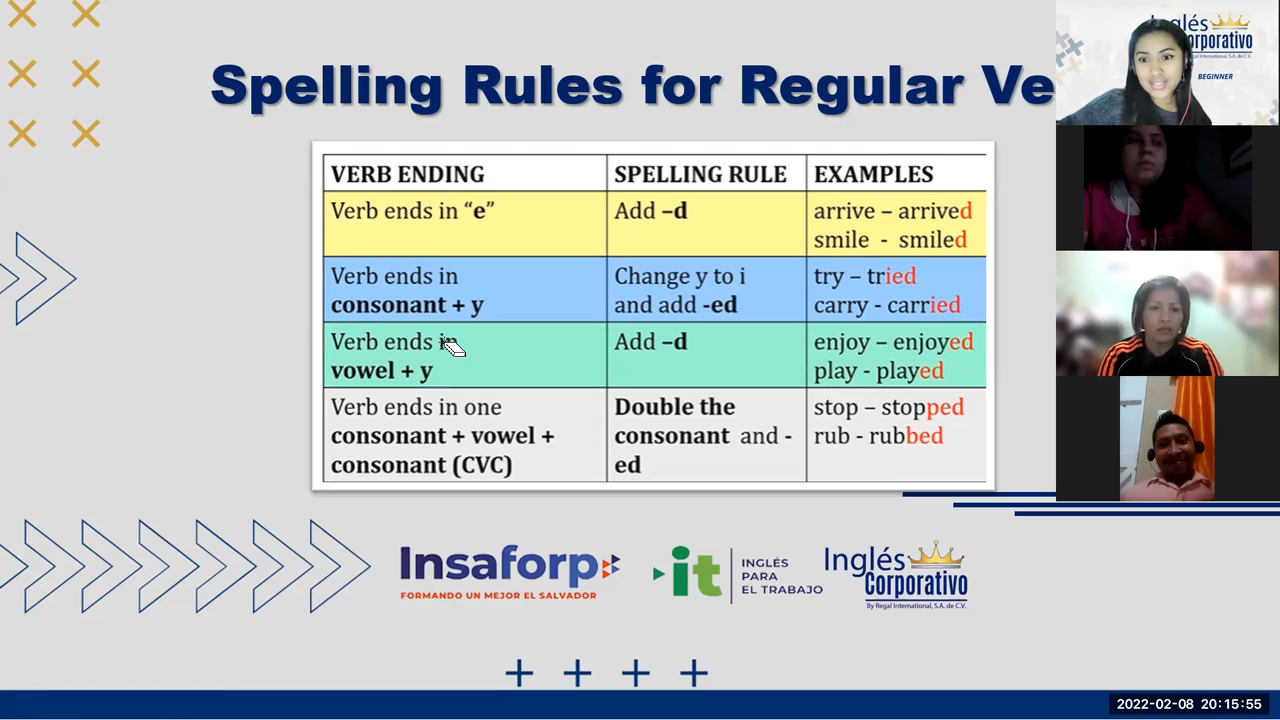 Spelling Rules for Regular Ve
VERB ENDING SPELLING RULE EXAMPLES
Verb ends in “e” Add –d arrive – arrived
smile - smiled
Verb ends in Change y to i try – tried
consonant + y and add -ed carry - carried
Verb ends in Add –d enjoy – enjoyed
vowel + y play - played
Verb ends in one Double the stop – stopped
consonant + vowel + consonant and - rub - rubbed
consonant (CVC) ed
Insaforp
FORMANDO UN MEJOR EL SALVADOR
it INGLÉS
PARA
EL TRABAJO
Inglés
Corporativo
By Regal International, S.A. de C.V.
BEGINNER
2022-02-08 20:15:55